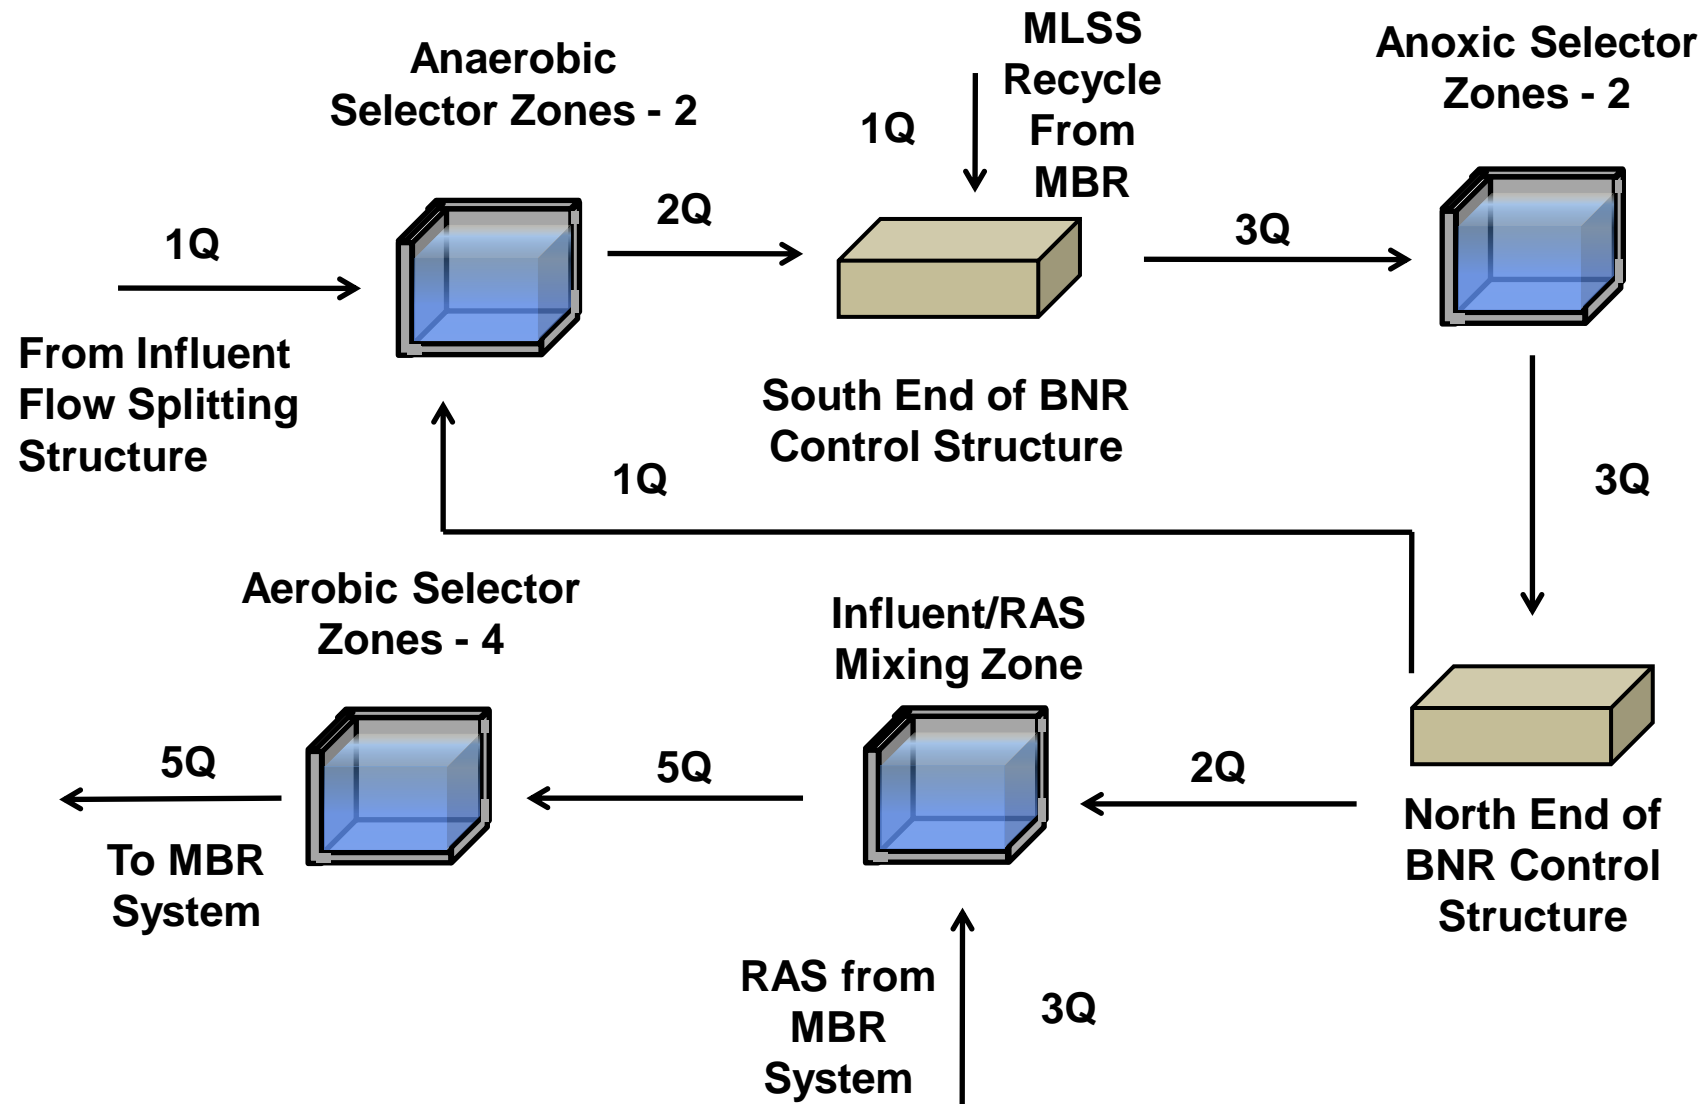 Anaerobic
Selector Zones - 2
MLSS
Recycle
From
MBR
Anoxic Selector
Zones - 2
1Q
2Q
1Q
3Q
From Influent
Flow Splitting
Structure
South End of BNR
Control Structure
1Q
3Q
Aerobic Selector
Zones - 4
Influent/RAS
Mixing Zone
5Q
5Q
2Q
To MBR
System
North End of
BNR Control
Structure
RAS from
MBR
System
3Q